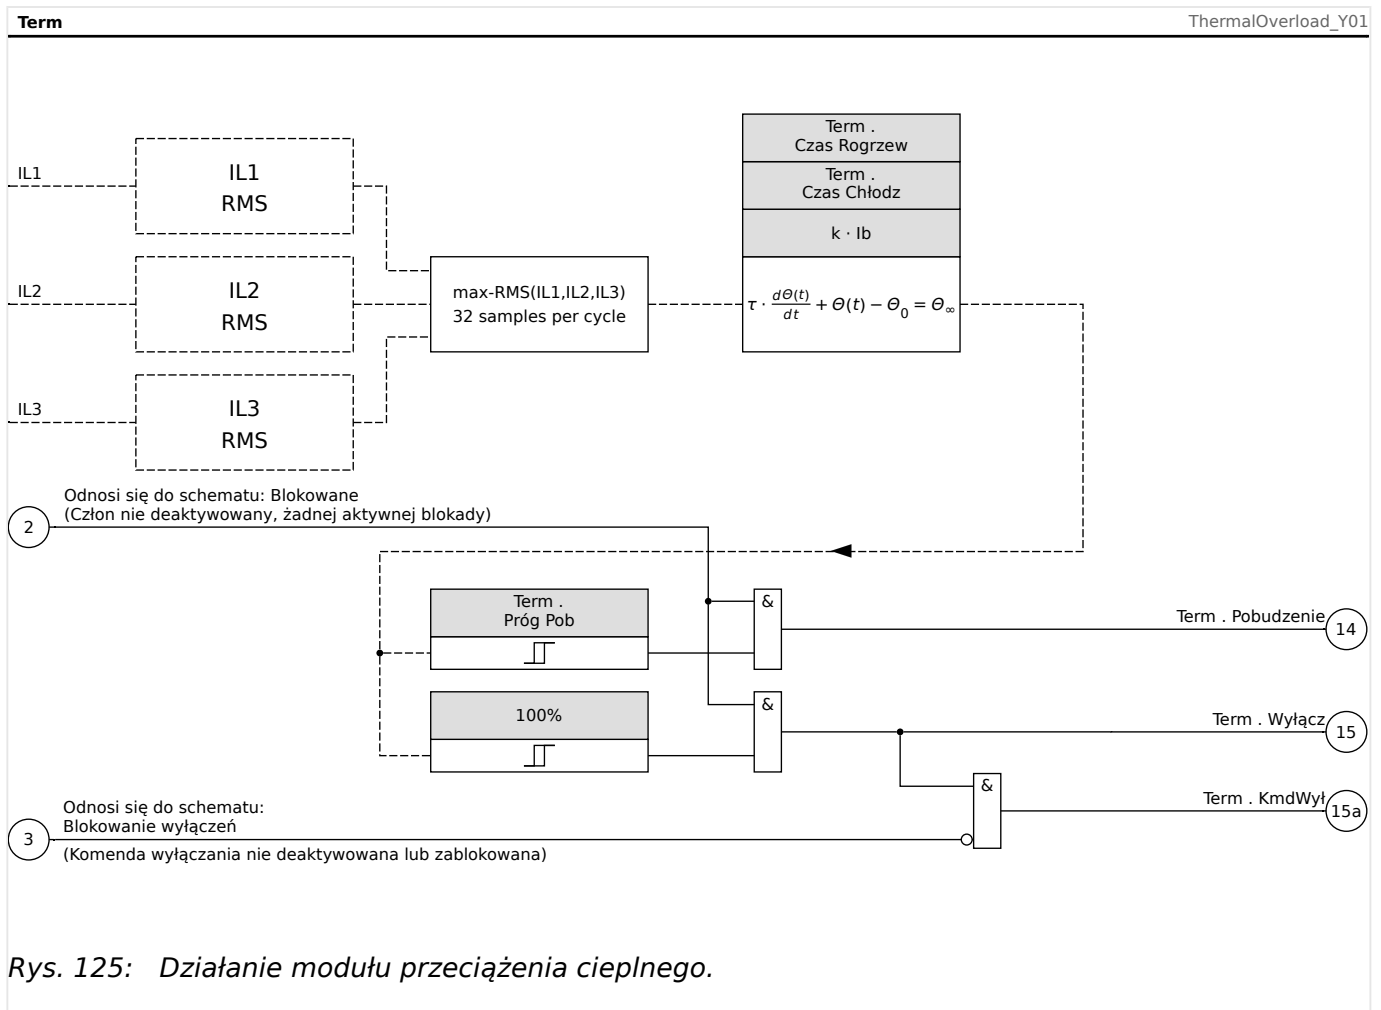 Term
ThermalOverload_Y01
Term .
Czas Rogrzew
Term .
Czas Chłodz
k · Ib
IL1
IL1
RMS
IL2
IL2
RMS
max-RMS(IL1,IL2,IL3)
32 samples per cycle
τ · dΘ(t)/dt + Θ(t) − Θ₀ = Θ∞
IL3
IL3
RMS
Odnosi się do schematu: Blokowane
(Człon nie deaktywowany, żadnej aktywnej blokady)
2
Term .
Próg Pob
&
Term . Pobudzenie
14
100%
&
Term . Wyłącz
15
&
Term . KmdWył
15a
Odnosi się do schematu:
Blokowanie wyłączeń
3
(Komenda wyłączania nie deaktywowana lub zablokowana)
Rys. 125: Działanie modułu przeciążenia cieplnego.